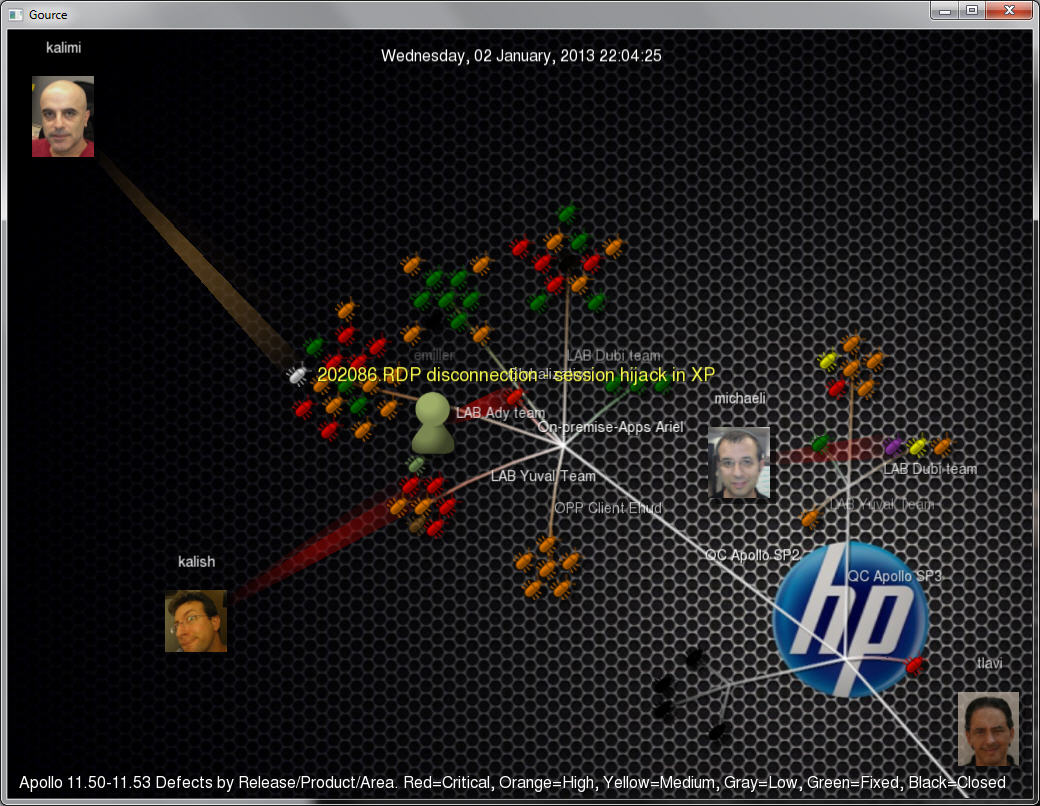 Gource
kalimi
Wednesday, 02 January, 2013 22:04:25
emiller
LAB Dubi team
202086.RDP disconnection - session hijack in XP
michaeli
LAB Ady team
On-premise-Apps Ariel
LAB Dubi team
LAB Yuval Team
LAB Yuval Team
OPP Client Ehud
QC Apollo SP2
kalish
QC Apollo SP3
hp
tlavi
Apollo 11.50-11.53 Defects by Release/Product/Area. Red=Critical, Orange=High, Yellow=Medium, Gray=Low, Green=Fixed, Black=Closed